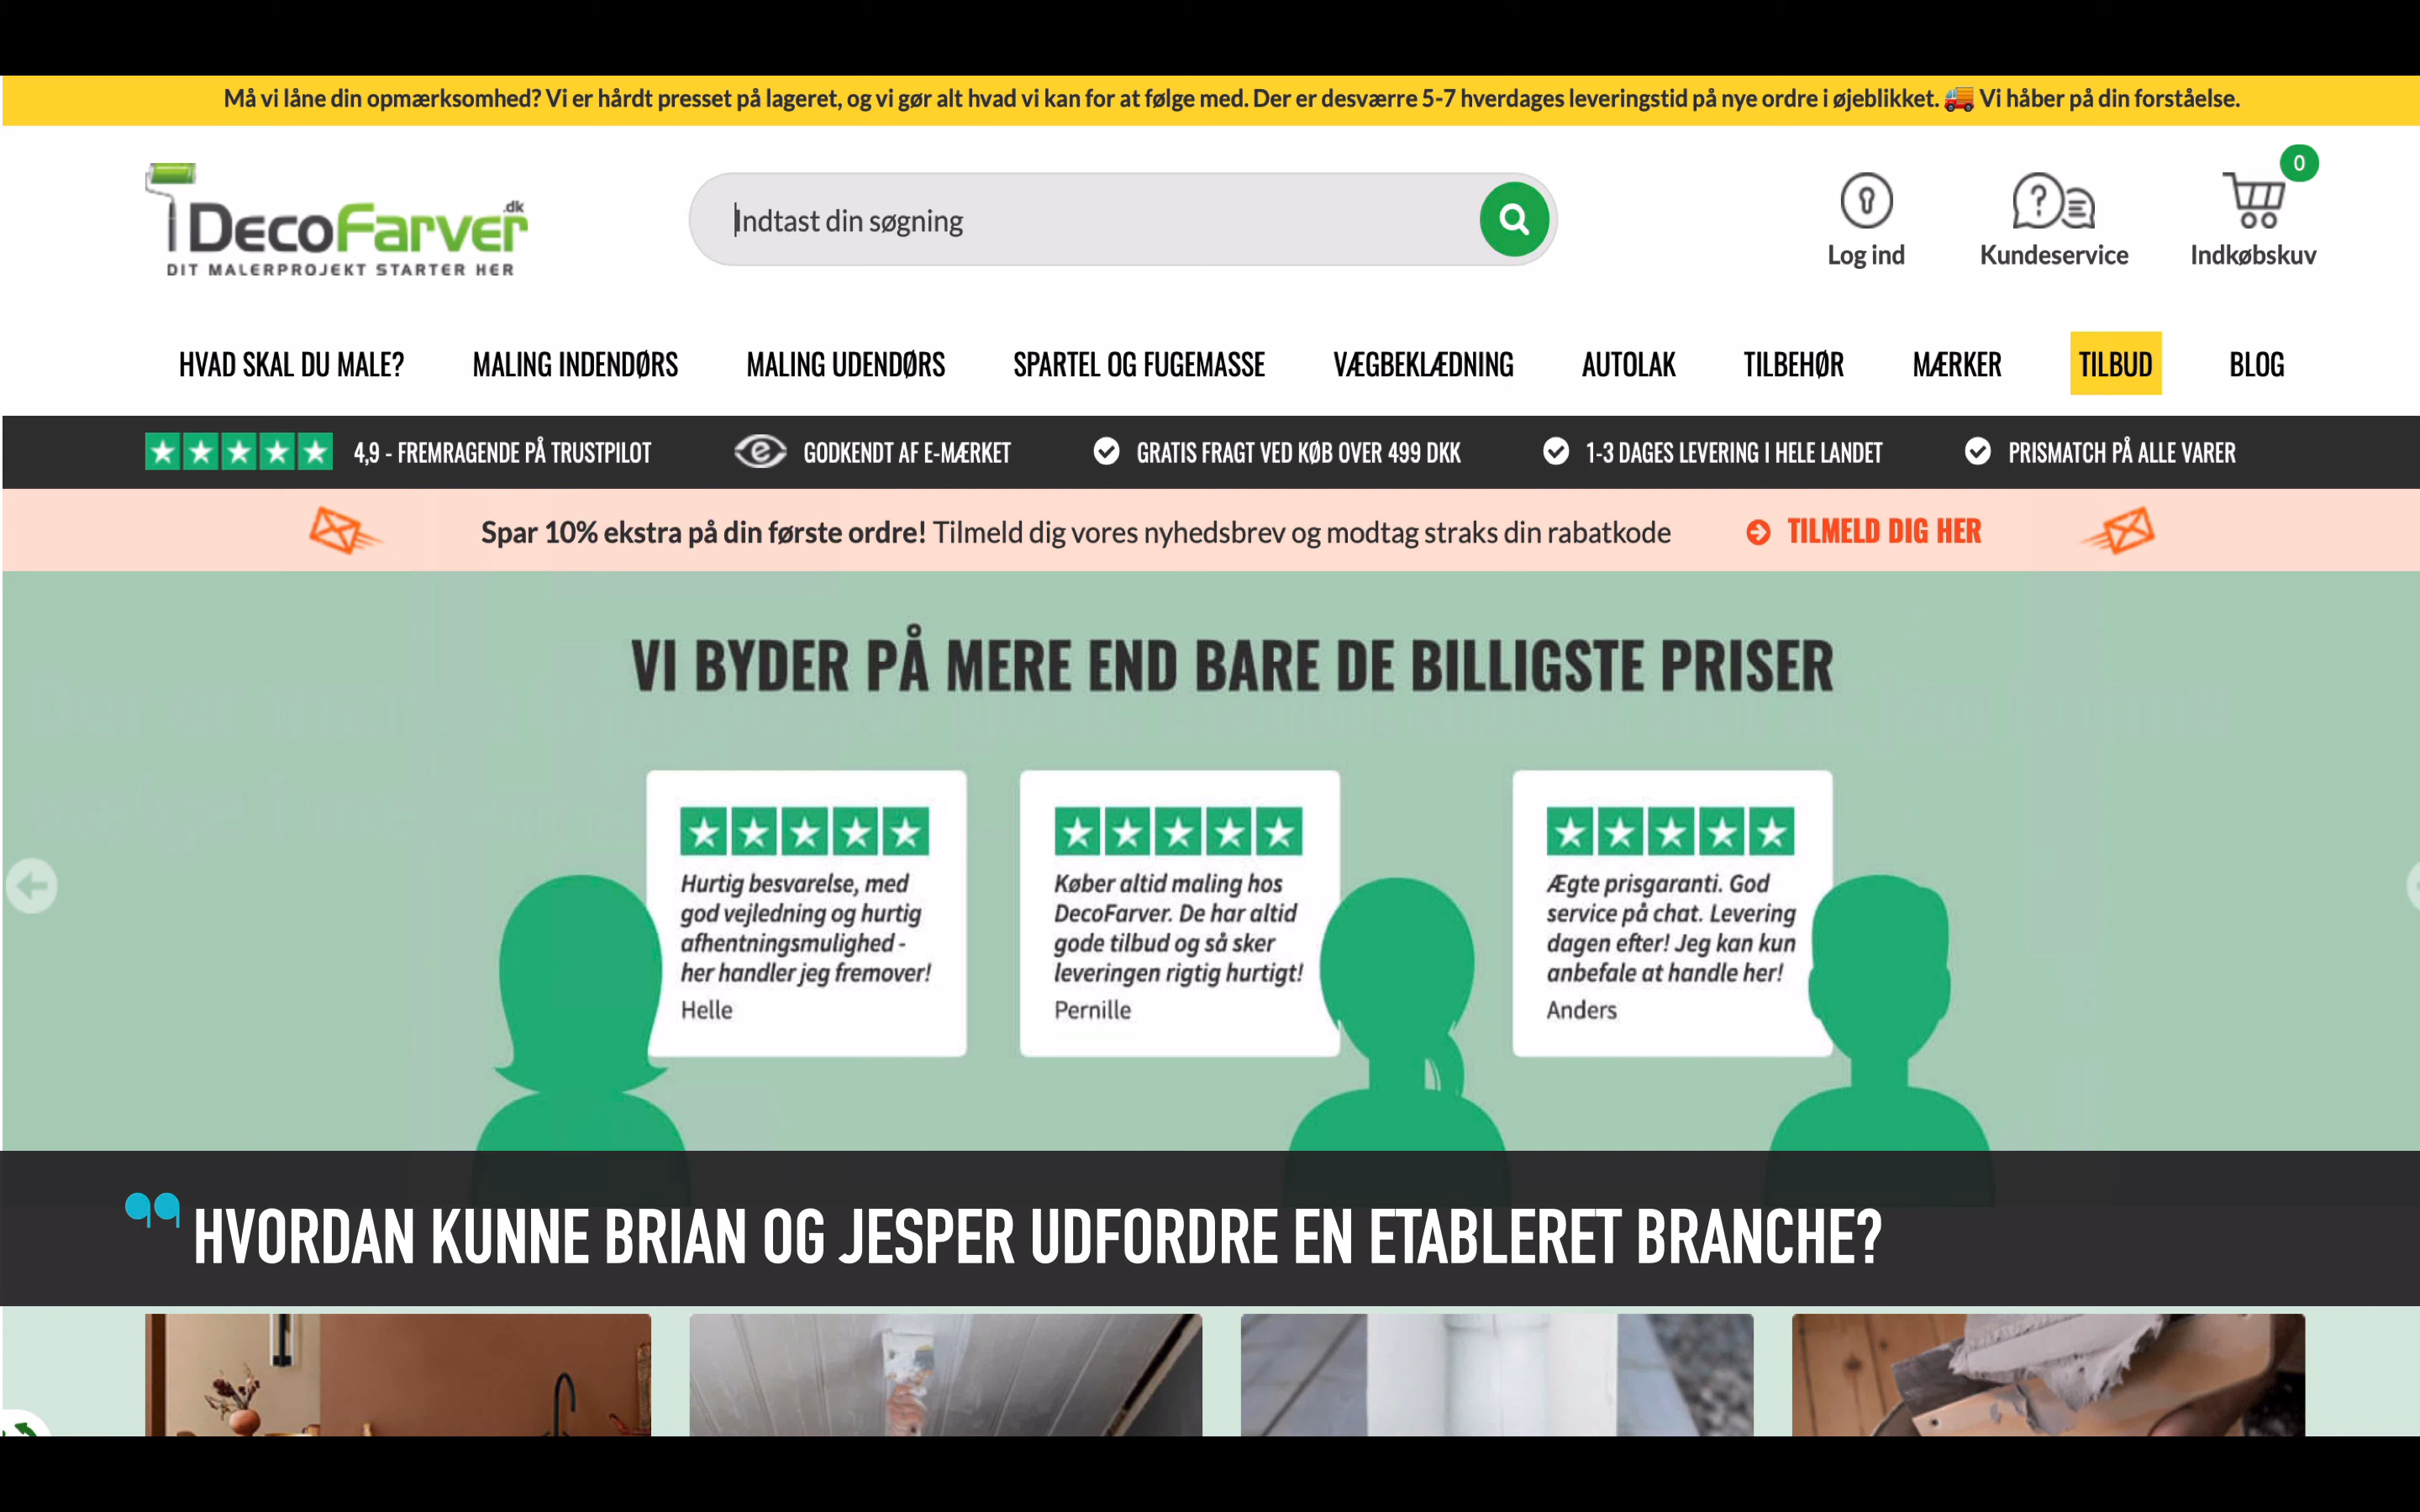 Må vi låne din opmærksomhed? Vi er hårdt presset på lageret, og vi gør alt hvad vi kan for at følge med. Der er desværre 5-7 hverdages leveringstid på nye ordre i øjeblikket. 🚚 Vi håber på din forståelse.
DecoFarver.dk
DIT MALERPROJEKT STARTER HER
Indtast din søgning
0
Log ind
Kundeservice
Indkøbskuv
HVAD SKAL DU MALE? MALING INDENDØRS MALING UDENDØRS SPARTEL OG FUGEMASSE VÆGBEKLÆDNING AUTOLAK TILBEHØR MÆRKER TILBUD BLOG
4,9 - FREMRAGENDE PÅ TRUSTPILOT e GODKENDT AF E-MÆRKET GRATIS FRAGT VED KØB OVER 499 DKK 1-3 DAGES LEVERING I HELE LANDET PRISMATCH PÅ ALLE VARER
Spar 10% ekstra på din første ordre! Tilmeld dig vores nyhedsbrev og modtag straks din rabatkode TILMELD DIG HER
VI BYDER PÅ MERE END BARE DE BILLIGSTE PRISER
Hurtig besvarelse, med
god vejledning og hurtig
afhentningsmulighed -
her handler jeg fremover!
Helle
Køber altid maling hos
DecoFarver. De har altid
gode tilbud og så sker
leveringen rigtig hurtigt!
Pernille
Ægte prisgaranti. God
service på chat. Levering
dagen efter! Jeg kan kun
anbefale at handle her!
Anders
HVORDAN KUNNE BRIAN OG JESPER UDFORDRE EN ETABLERET BRANCHE?